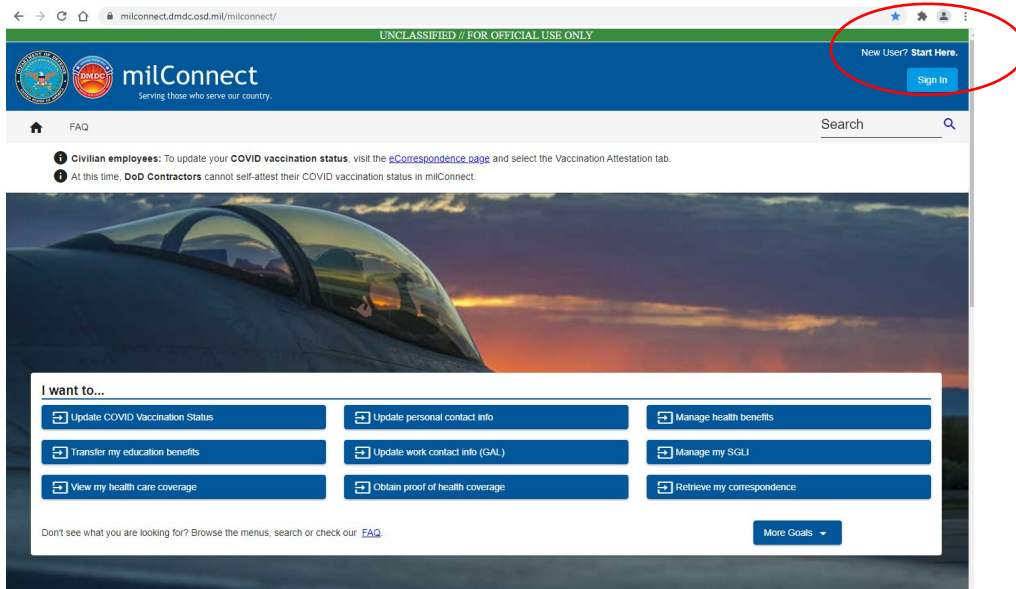 milconnect.dmdc.osd.mil/milconnect/
UNCLASSIFIED // FOR OFFICIAL USE ONLY
New User? Start Here.
DMDC
milConnect
Serving those who serve our country.
Sign In
FAQ
Search
Civilian employees: To update your COVID vaccination status, visit the eCorrespondence page and select the Vaccination Attestation tab.
At this time, DoD Contractors cannot self-attest their COVID vaccination status in milConnect.
I want to...
Update COVID Vaccination Status
Update personal contact info
Manage health benefits
Transfer my education benefits
Update work contact info (GAL)
Manage my SGLI
View my health care coverage
Obtain proof of health coverage
Retrieve my correspondence
Don't see what you are looking for? Browse the menus, search or check our FAQ.
More Goals